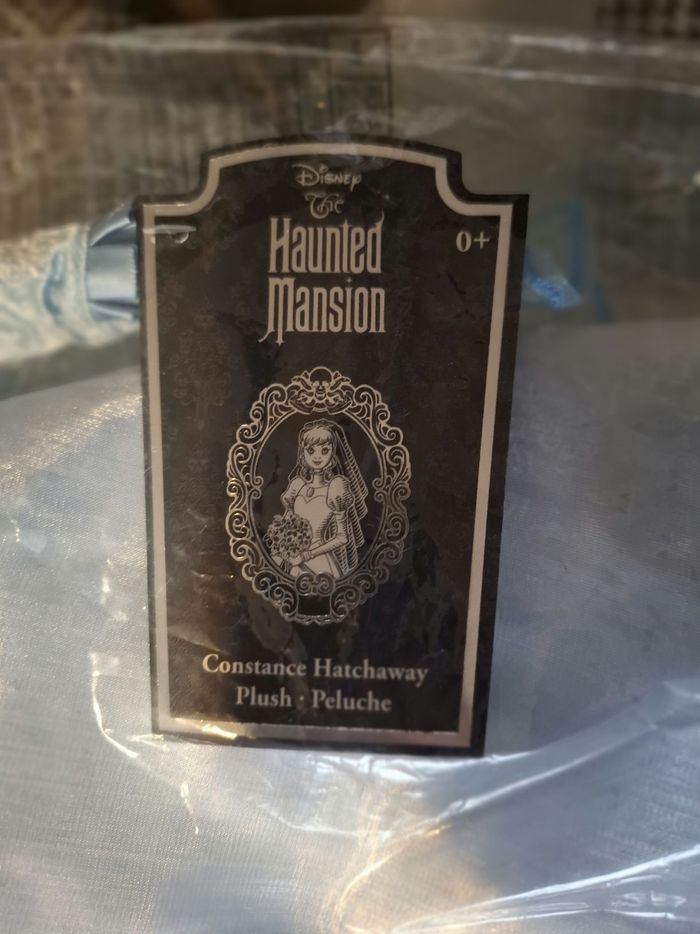 Disney
The
Haunted
Mansion
0+
Constance Hatchaway
Plush · Peluche